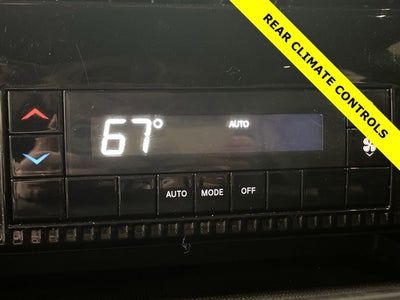 REAR CLIMATE CONTROLS
67°
AUTO
AUTO MODE OFF